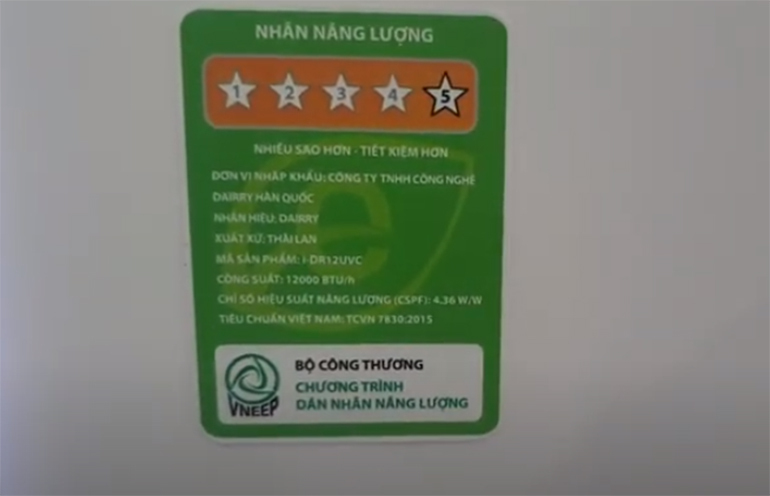 NHÃN NĂNG LƯỢNG
1 2 3 4 5
NHIỀU SAO HƠN - TIẾT KIỆM HƠN
ĐƠN VỊ NHẬP KHẨU: CÔNG TY TNHH CÔNG NGHỆ
DAIRRY HÀN QUỐC
NHÃN HIỆU: DAIRRY
XUẤT XỨ: THÁI LAN
MÃ SẢN PHẨM: i-DR12UVC
CÔNG SUẤT: 12000 BTU/h
CHỈ SỐ HIỆU SUẤT NĂNG LƯỢNG (CSPF): 4.36 W/W
TIÊU CHUẨN VIỆT NAM: TCVN 7830:2015
VNEEP
BỘ CÔNG THƯƠNG
CHƯƠNG TRÌNH
DÁN NHÃN NĂNG LƯỢNG